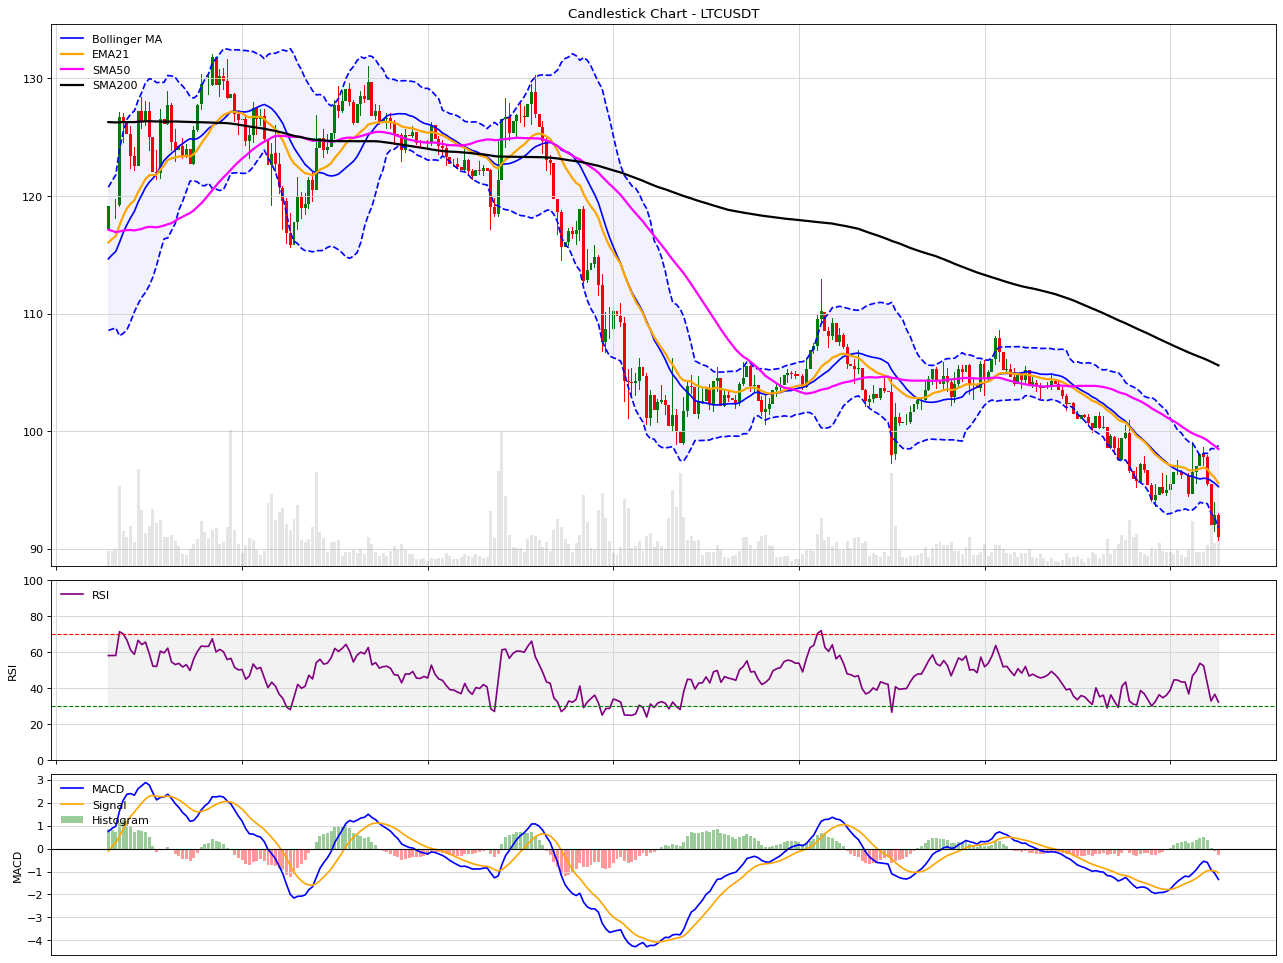 Candlestick Chart - LTCUSDT
Bollinger MA
EMA21
SMA50
SMA200
130
120
110
100
90
100
80
60
40
20
0
RSI
RSI
3
2
1
0
−1
−2
−3
−4
MACD
MACD
Signal
Histogram